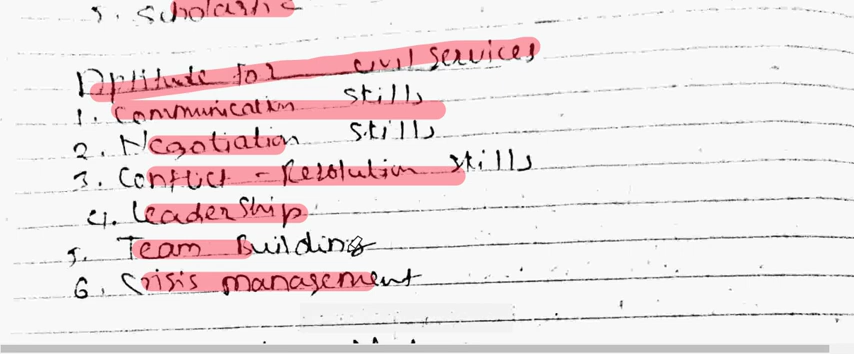 5. Scholastic
Aptitude for civil services
1. Communication skills
2. Negotiation skills
3. Conflict - Resolution skills
4. Leadership
5. Team Building
6. Crisis management